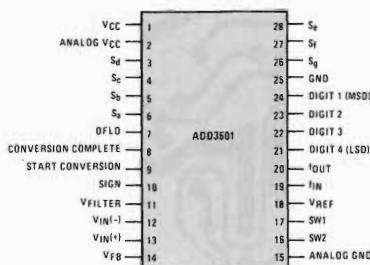 VCC 1 28 Se
ANALOG VCC 2 27 Sf
Sd 3 26 Sg
Sc 4 25 GND
Sb 5 24 DIGIT 1 (MSD)
Sa 6 23 DIGIT 2
OFLO 7 ADD3501 22 DIGIT 3
CONVERSION COMPLETE 8 21 DIGIT 4 (LSD)
START CONVERSION 9 20 fOUT
SIGN 10 19 fIN
VFILTER 11 18 VREF
VIN(-) 12 17 SW1
VIN(+) 13 16 SW2
VFB 14 15 ANALOG GND